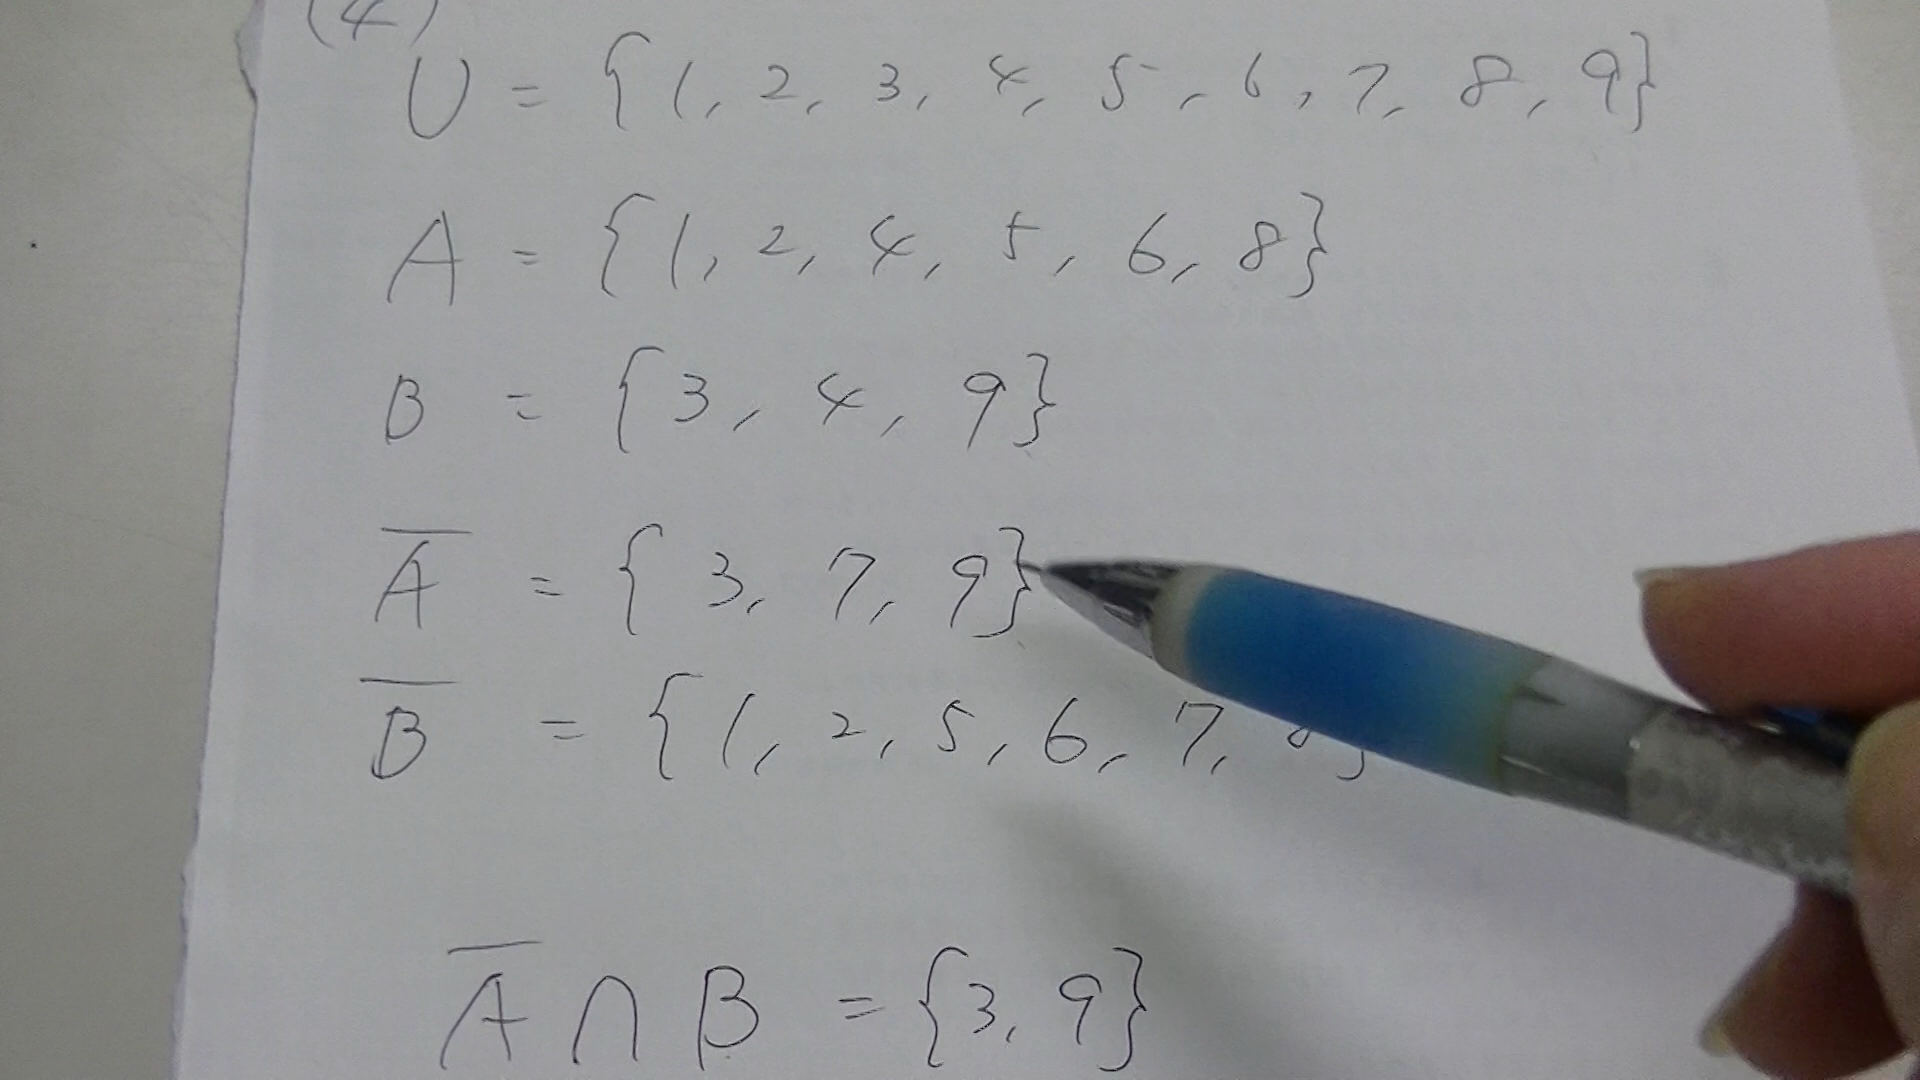 (4)
U = {1, 2, 3, 4, 5, 6, 7, 8, 9}
A = {1, 2, 4, 5, 6, 8}
B = {3, 4, 9}
A̅ = {3, 7, 9}
B̅ = {1, 2, 5, 6, 7,
A̅ ∩ B = {3, 9}